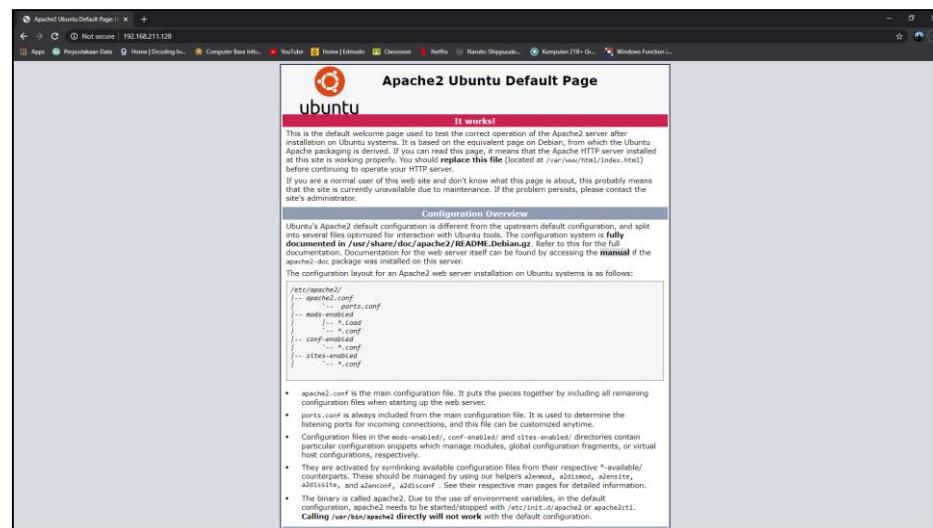 Apache2 Ubuntu Default Page: It
Not secure | 192.168.211.128
Apps Perpustakaan Data Home | Dicoding In... Computer Base Info... YouTube Home | Edmodo Classroom Netflix Naruto: Shippuude... Kumpulan 218+ Gr... Windows Function i...
ubuntu
Apache2 Ubuntu Default Page
It works!
This is the default welcome page used to test the correct operation of the Apache2 server after
installation on Ubuntu systems. It is based on the equivalent page on Debian, from which the Ubuntu
Apache packaging is derived. If you can read this page, it means that the Apache HTTP server installed
at this site is working properly. You should replace this file (located at /var/www/html/index.html)
before continuing to operate your HTTP server.
If you are a normal user of this web site and don't know what this page is about, this probably means
that the site is currently unavailable due to maintenance. If the problem persists, please contact the
site's administrator.
Configuration Overview
Ubuntu's Apache2 default configuration is different from the upstream default configuration, and split
into several files optimized for interaction with Ubuntu tools. The configuration system is fully
documented in /usr/share/doc/apache2/README.Debian.gz. Refer to this for the full
documentation. Documentation for the web server itself can be found by accessing the manual if the
apache2-doc package was installed on this server.
The configuration layout for an Apache2 web server installation on Ubuntu systems is as follows:
/etc/apache2/
|-- apache2.conf
| `-- ports.conf
|-- mods-enabled
| |-- *.load
| `-- *.conf
|-- conf-enabled
| `-- *.conf
|-- sites-enabled
| `-- *.conf
• apache2.conf is the main configuration file. It puts the pieces together by including all remaining
configuration files when starting up the web server.
• ports.conf is always included from the main configuration file. It is used to determine the
listening ports for incoming connections, and this file can be customized anytime.
• Configuration files in the mods-enabled/, conf-enabled/ and sites-enabled/ directories contain
particular configuration snippets which manage modules, global configuration fragments, or virtual
host configurations, respectively.
• They are activated by symlinking available configuration files from their respective *-available/
counterparts. These should be managed by using our helpers a2enmod, a2dismod, a2ensite,
a2dissite, and a2enconf, a2disconf . See their respective man pages for detailed information.
• The binary is called apache2. Due to the use of environment variables, in the default
configuration, apache2 needs to be started/stopped with /etc/init.d/apache2 or apache2ctl.
Calling /usr/bin/apache2 directly will not work with the default configuration.